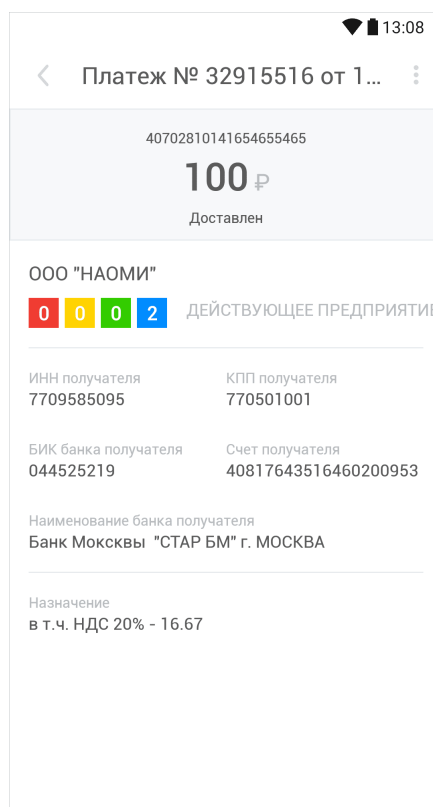 13:08
Платеж № 32915516 от 1...
40702810141654655465
100 ₽
Доставлен
ООО "НАОМИ"
0 0 0 2 ДЕЙСТВУЮЩЕЕ ПРЕДПРИЯТИЕ
ИНН получателя КПП получателя
7709585095 770501001
БИК банка получателя Счет получателя
044525219 40817643516460200953
Наименование банка получателя
Банк Моксквы "СТАР БМ" г. МОСКВА
Назначение
в т.ч. НДС 20% - 16.67